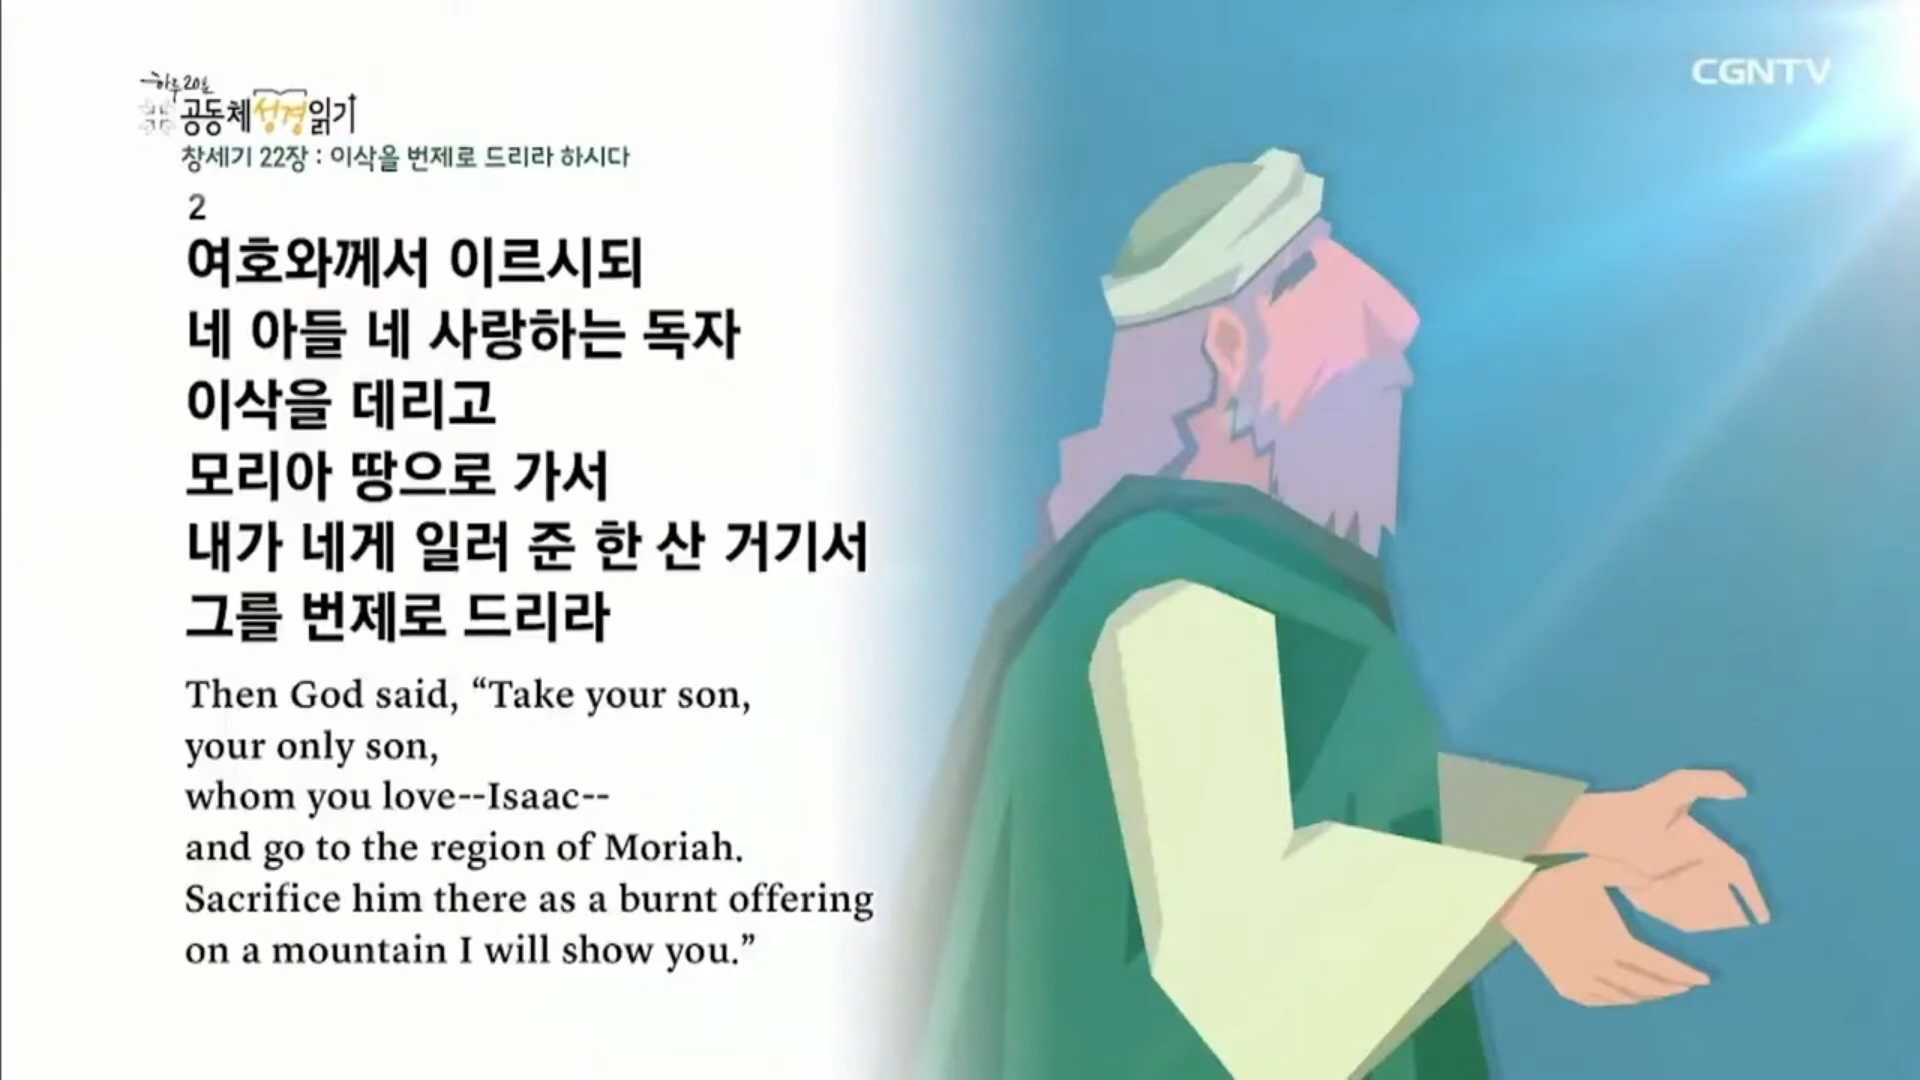 하루 20분
공동체성경읽기
CGNTV
창세기 22장 : 이삭을 번제로 드리라 하시다
2
여호와께서 이르시되
네 아들 네 사랑하는 독자
이삭을 데리고
모리아 땅으로 가서
내가 네게 일러 준 한 산 거기서
그를 번제로 드리라
Then God said, “Take your son,
your only son,
whom you love--Isaac--
and go to the region of Moriah.
Sacrifice him there as a burnt offering
on a mountain I will show you.”